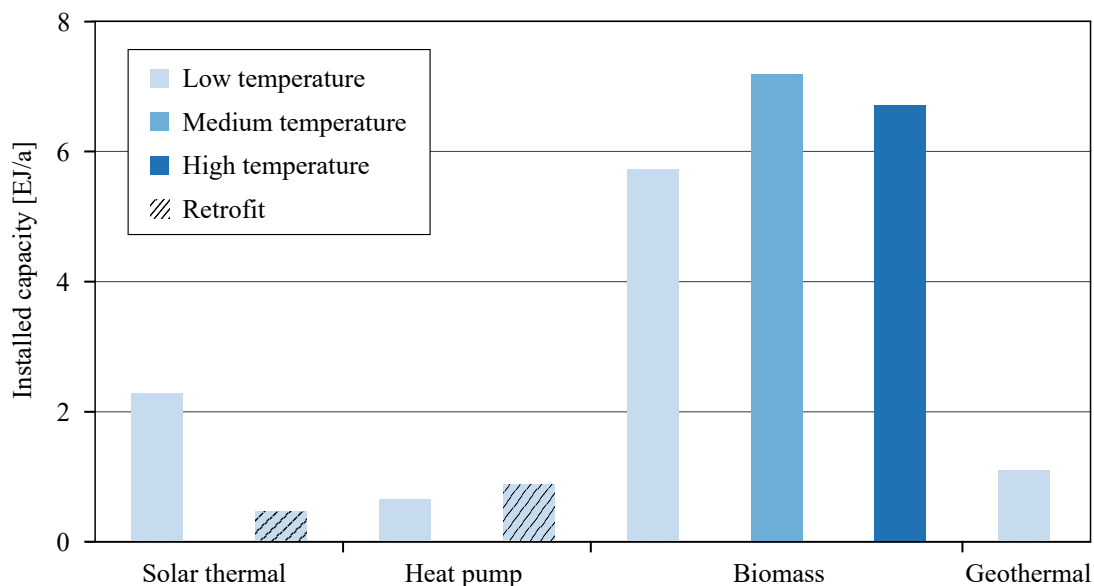 Installed capacity [EJ/a]
8
6
4
2
0
Low temperature
Medium temperature
High temperature
Retrofit
Solar thermal
Heat pump
Biomass
Geothermal